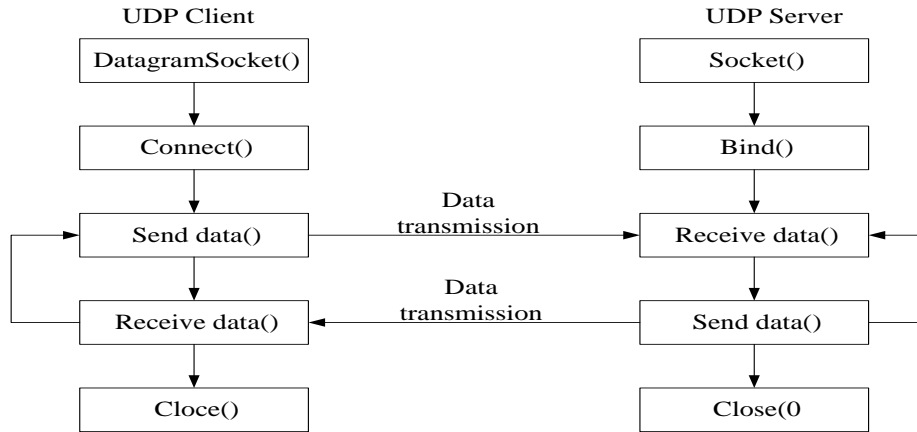 UDP Client
UDP Server
DatagramSocket()
Socket()
Connect()
Bind()
Data
transmission
Send data()
Receive data()
Data
transmission
Receive data()
Send data()
Cloce()
Close(0